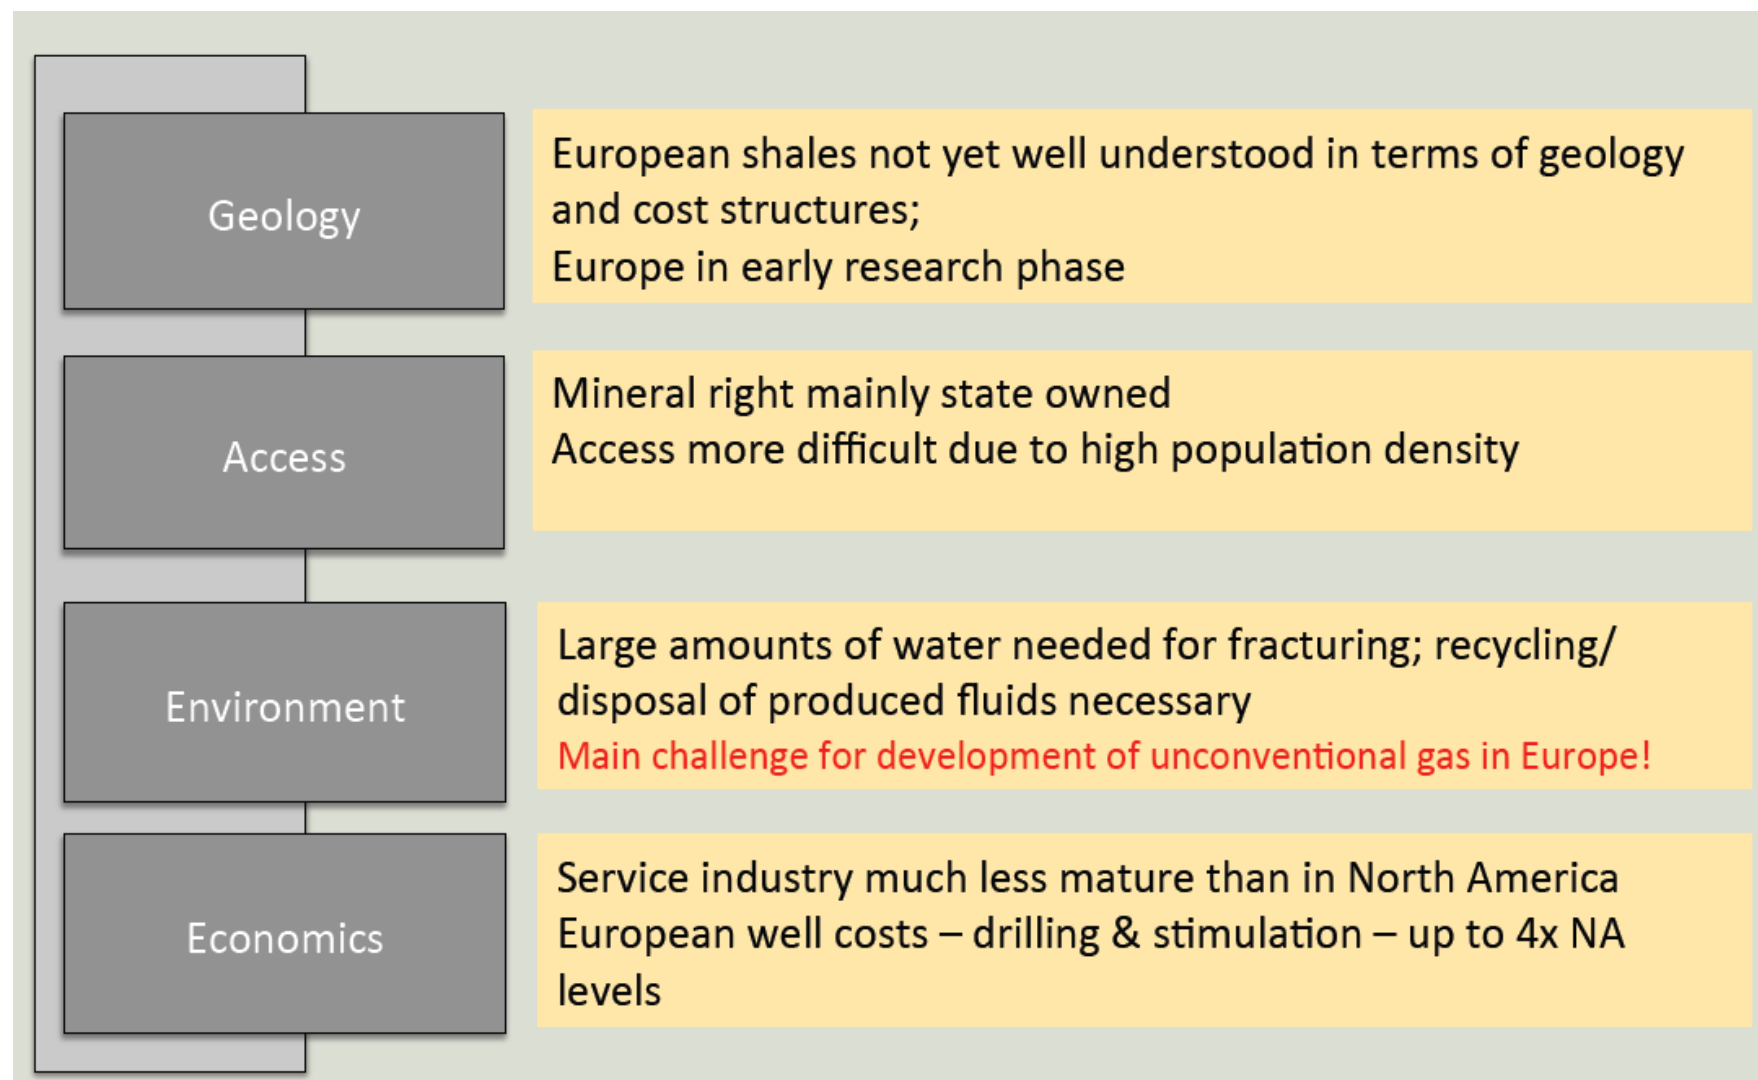 Geology
European shales not yet well understood in terms of geology
and cost structures;
Europe in early research phase
Access
Mineral right mainly state owned
Access more difficult due to high population density
Environment
Large amounts of water needed for fracturing; recycling/
disposal of produced fluids necessary
Main challenge for development of unconventional gas in Europe!
Economics
Service industry much less mature than in North America
European well costs – drilling & stimulation – up to 4x NA
levels